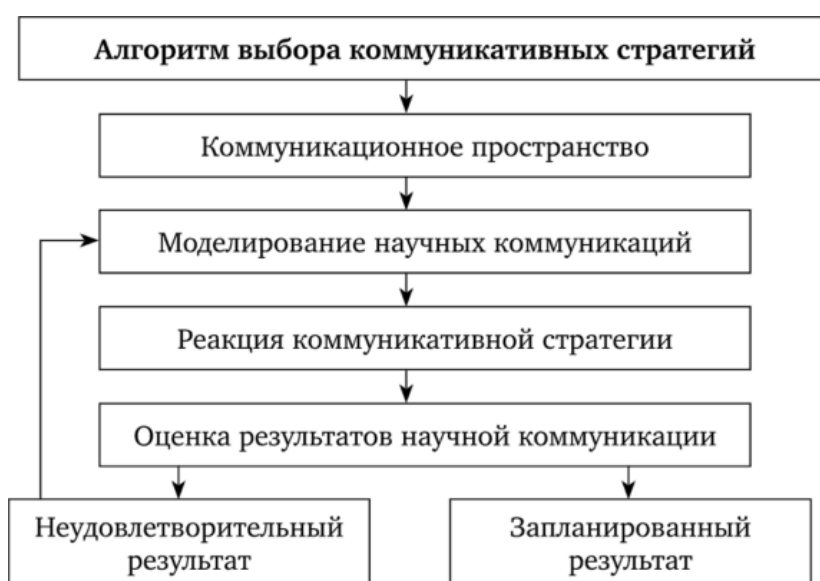 Алгоритм выбора коммуникативных стратегий
Коммуникационное пространство
Моделирование научных коммуникаций
Реакция коммуникативной стратегии
Оценка результатов научной коммуникации
Неудовлетворительный
результат
Запланированный
результат